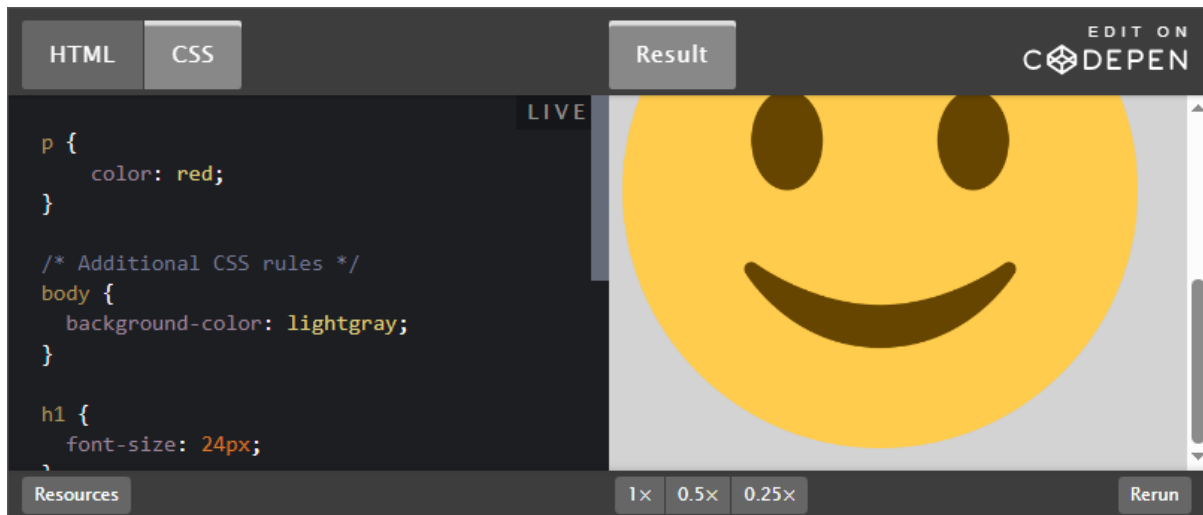 HTML CSS Result EDIT ON
CODEPEN
LIVE
p {
    color: red;
}
/* Additional CSS rules */
body {
  background-color: lightgray;
}
h1 {
  font-size: 24px;
}
Resources 1× 0.5× 0.25× Rerun